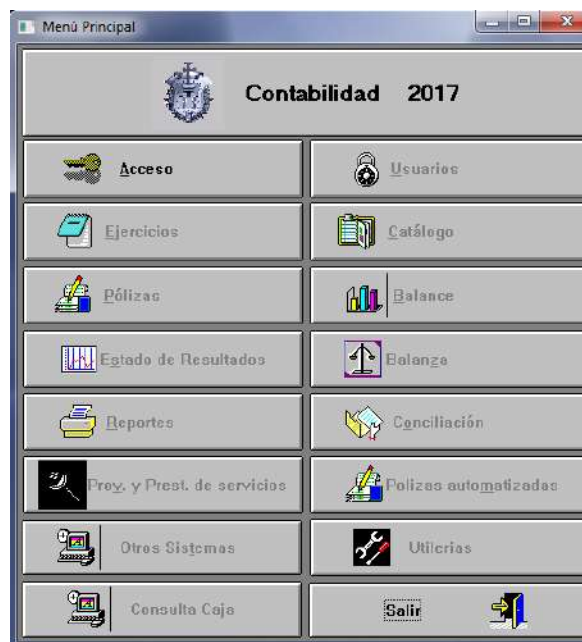 Menú Principal
Contabilidad 2017
Acceso
Usuarios
Ejercicios
Catálogo
Pólizas
Balance
Estado de Resultados
Balanza
Reportes
Conciliación
Prov. y Prest. de servicios
Polizas automatizadas
Otros Sistemas
Utilerias
Consulta Caja
Salir